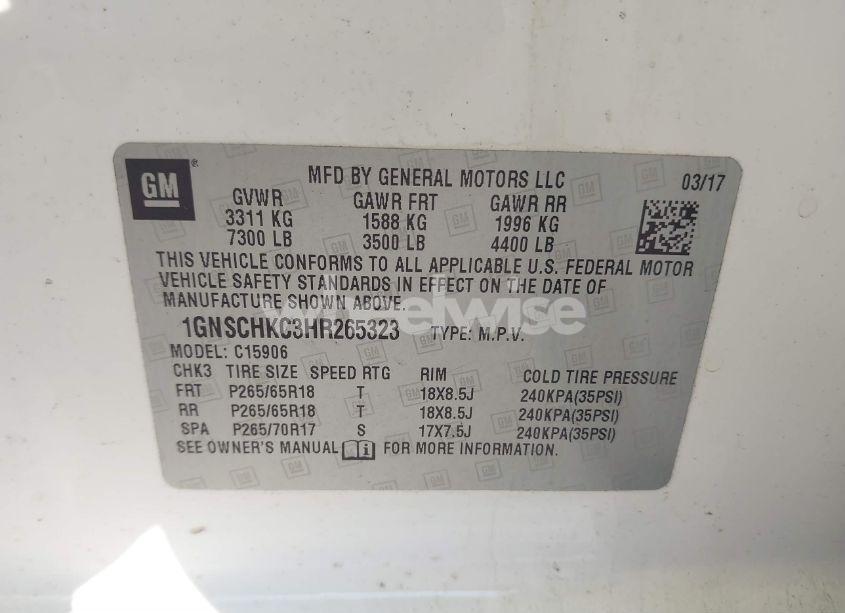 GM ® MFD BY GENERAL MOTORS LLC 03/17
GVWR GAWR FRT GAWR RR
3311 KG 1588 KG 1996 KG
7300 LB 3500 LB 4400 LB
THIS VEHICLE CONFORMS TO ALL APPLICABLE U.S. FEDERAL MOTOR
VEHICLE SAFETY STANDARDS IN EFFECT ON THE DATE OF
MANUFACTURE SHOWN ABOVE.
wheelwise
1GNSCHKC3HR265323 TYPE: M.P.V.
MODEL: C15906
CHK3 TIRE SIZE SPEED RTG RIM COLD TIRE PRESSURE
FRT P265/65R18 T 18X8.5J 240KPA(35PSI)
RR P265/65R18 T 18X8.5J 240KPA(35PSI)
SPA P265/70R17 S 17X7.5J 240KPA(35PSI)
SEE OWNER'S MANUAL FOR MORE INFORMATION.